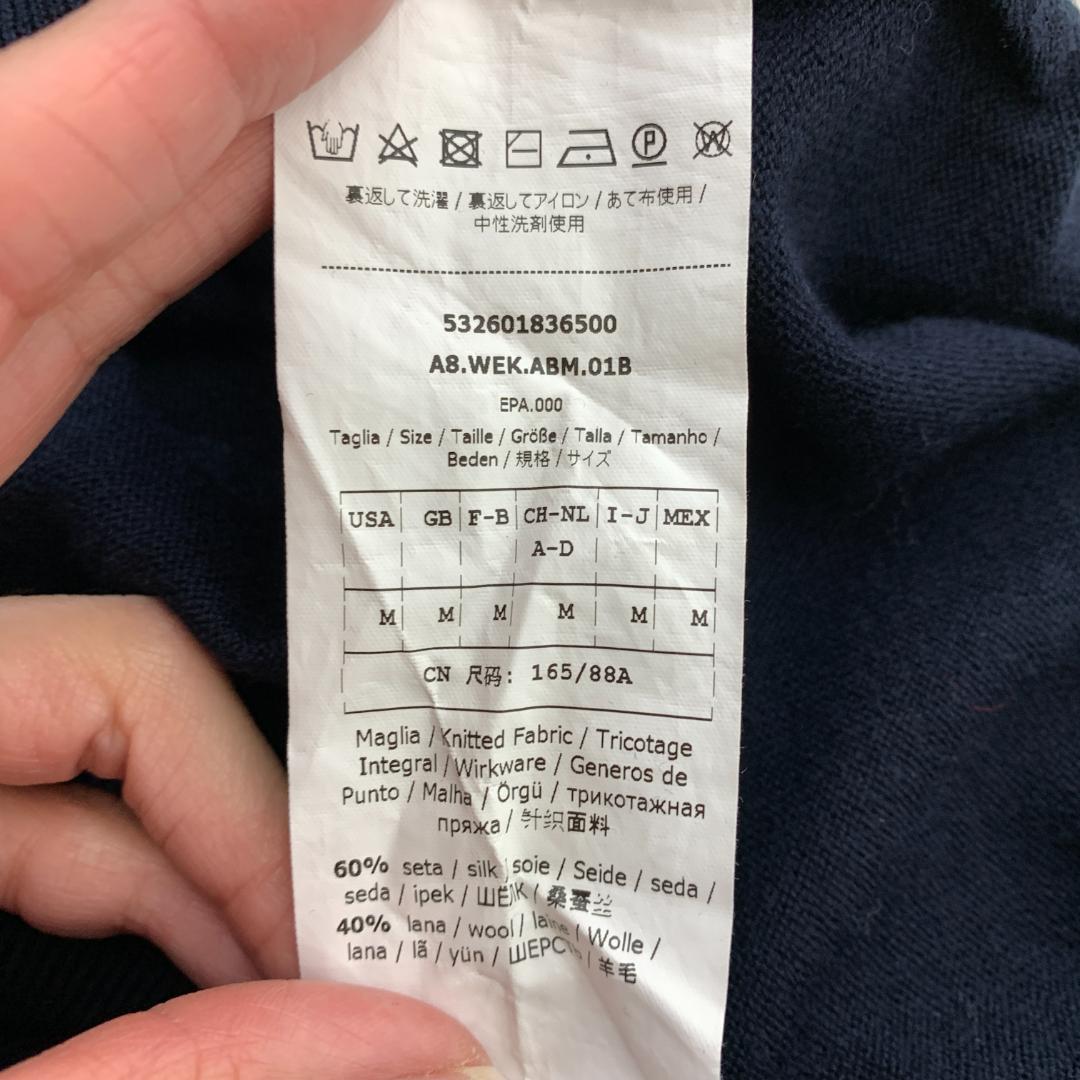 P W
裏返して洗濯 / 裏返してアイロン / あて布使用 /
中性洗剤使用
532601836500
A8.WEK.ABM.01B
EPA.000
Taglia / Size / Taille / Größe / Talla / Tamanho /
Beden / 規格 / サイズ
USA GB F-B CH-NL I-J MEX
A-D
M M M M M M
CN 尺码: 165/88A
Maglia / Knitted Fabric / Tricotage
Integral / Wirkware / Generos de
Punto / Malha / Örgü / трикотажная
пряжа / 针织面料
60% seta / silk / soie / Seide / seda /
seda / ipek / ШЁЛК / 桑蚕丝
40% lana / wool / laine / Wolle /
lana / lã / yün / ШЕРСТЬ / 羊毛